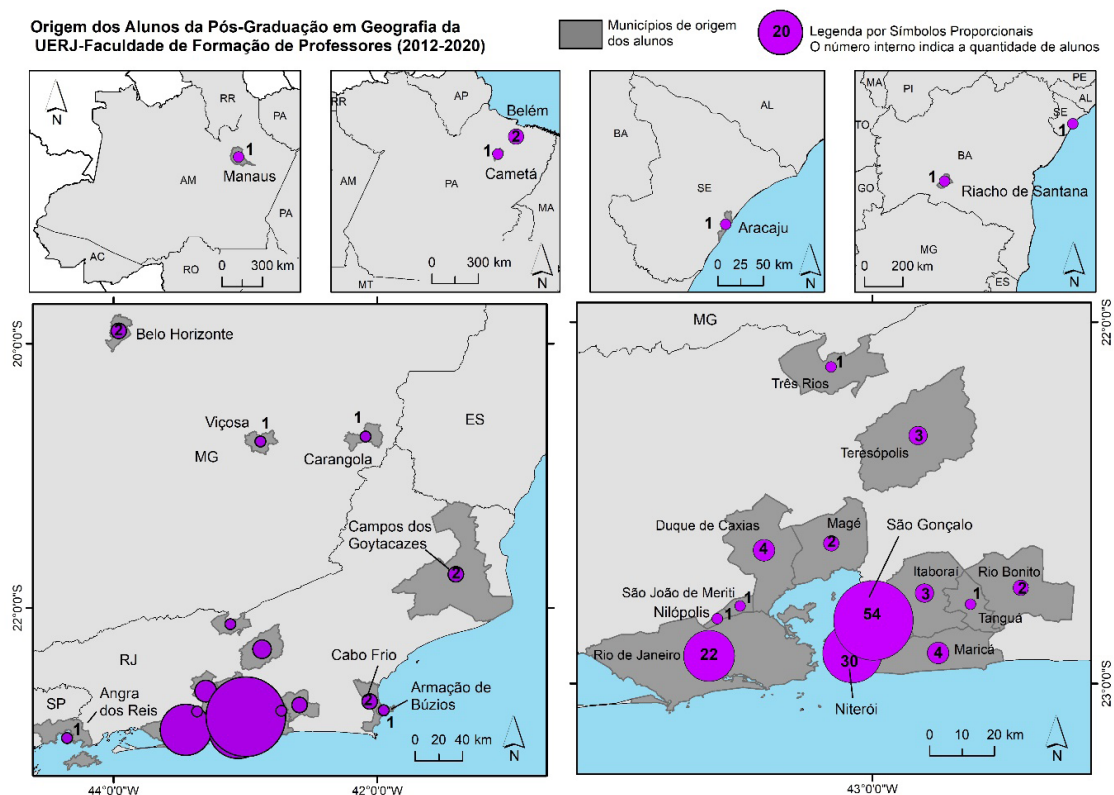 Origem dos Alunos da Pós-Graduação em Geografia da
UERJ-Faculdade de Formação de Professores (2012-2020)
Municípios de origem
dos alunos
20
Legenda por Símbolos Proporcionais
O número interno indica a quantidade de alunos
N
RR
PA
1
Manaus
AM
PA
AC
RO
0 300 km
RR
AP
Belém
2
1
Cametá
AM
PA
MA
0 300 km
MT
N
AL
BA
SE
1
Aracaju
0 25 50 km
N
MA
PI
PE
AL
SE
TO
1
BA
1
GO
Riacho de Santana
MG
0 200 km
ES
N
2
Belo Horizonte
20°0'0"S
Viçosa
1
1
ES
MG
Carangola
Campos dos
Goytacazes
2
22°0'0"S
RJ
Cabo Frio
2
Armação de
Búzios
1
SP
Angra
dos Reis
1
N
0 20 40 km
44°0'0"W
42°0'0"W
MG
22°0'0"S
1
Três Rios
3
Teresópolis
Duque de Caxias
4
Magé
2
São Gonçalo
54
Itaboraí
3
Rio Bonito
2
1
Tanguá
São João de Meriti
1
Nilópolis
1
Rio de Janeiro
22
30
Niterói
4
Maricá
23°0'0"S
N
0 10 20 km
43°0'0"W